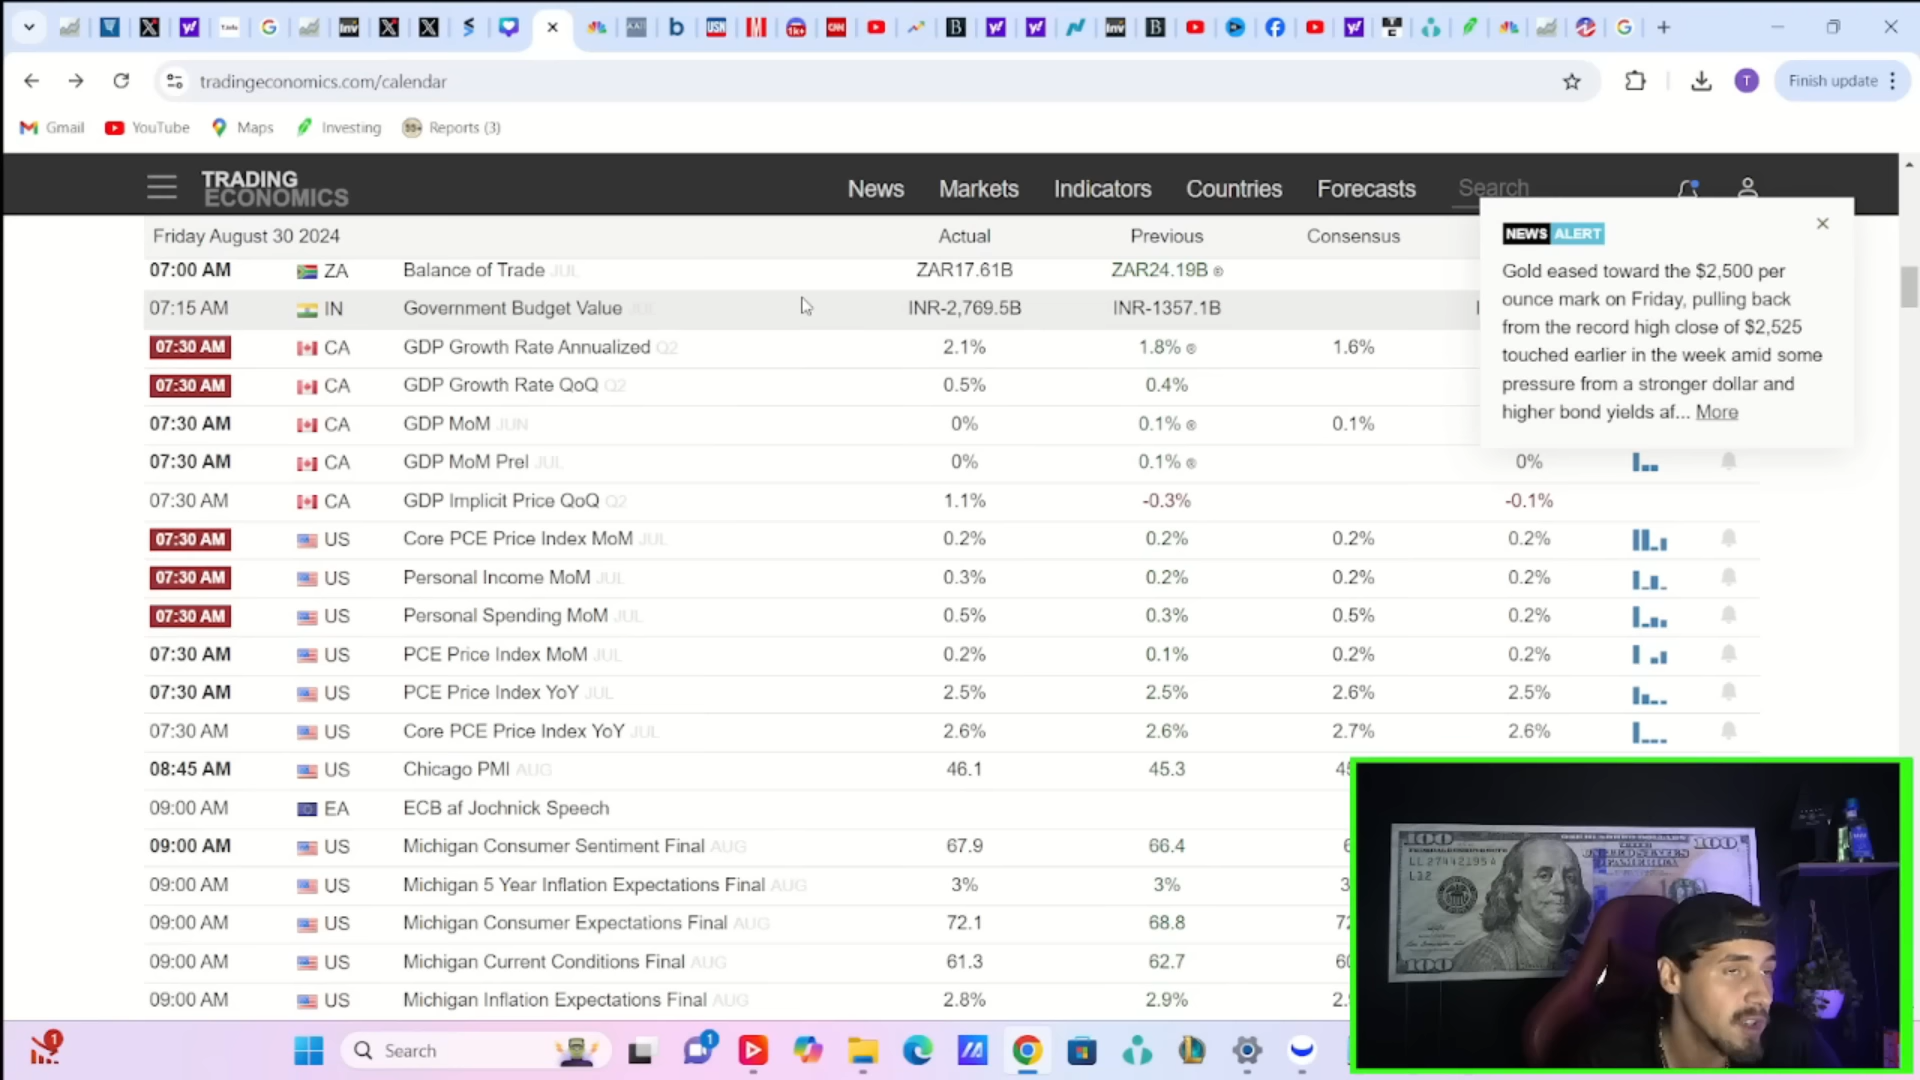 tradingeconomics.com/calendar
Finish update
Gmail YouTube Maps Investing Reports (3)
TRADING
ECONOMICS
News Markets Indicators Countries Forecasts Search
Friday August 30 2024 Actual Previous Consensus
07:00 AM ZA Balance of Trade JUL ZAR17.61B ZAR24.19B ®
07:15 AM IN Government Budget Value JUL INR-2,769.5B INR-1357.1B
07:30 AM CA GDP Growth Rate Annualized Q2 2.1% 1.8% ® 1.6%
07:30 AM CA GDP Growth Rate QoQ Q2 0.5% 0.4%
07:30 AM CA GDP MoM JUN 0% 0.1% ® 0.1%
07:30 AM CA GDP MoM Prel JUL 0% 0.1% ® 0%
07:30 AM CA GDP Implicit Price QoQ Q2 1.1% -0.3% -0.1%
07:30 AM US Core PCE Price Index MoM JUL 0.2% 0.2% 0.2% 0.2%
07:30 AM US Personal Income MoM JUL 0.3% 0.2% 0.2% 0.2%
07:30 AM US Personal Spending MoM JUL 0.5% 0.3% 0.5% 0.2%
07:30 AM US PCE Price Index MoM JUL 0.2% 0.1% 0.2% 0.2%
07:30 AM US PCE Price Index YoY JUL 2.5% 2.5% 2.6% 2.5%
07:30 AM US Core PCE Price Index YoY JUL 2.6% 2.6% 2.7% 2.6%
08:45 AM US Chicago PMI AUG 46.1 45.3
09:00 AM EA ECB af Jochnick Speech
09:00 AM US Michigan Consumer Sentiment Final AUG 67.9 66.4
09:00 AM US Michigan 5 Year Inflation Expectations Final AUG 3% 3%
09:00 AM US Michigan Consumer Expectations Final AUG 72.1 68.8
09:00 AM US Michigan Current Conditions Final AUG 61.3 62.7
09:00 AM US Michigan Inflation Expectations Final AUG 2.8% 2.9%
NEWS ALERT
Gold eased toward the $2,500 per
ounce mark on Friday, pulling back
from the record high close of $2,525
touched earlier in the week amid some
pressure from a stronger dollar and
higher bond yields af... More
100 100
100
Search